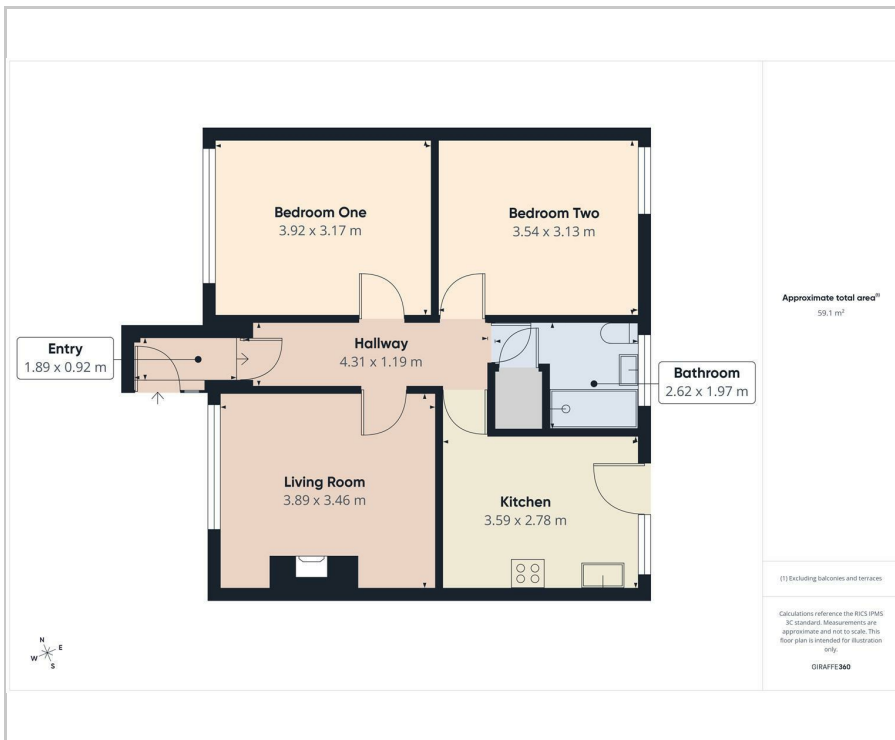 Bedroom One
3.92 x 3.17 m
Bedroom Two
3.54 x 3.13 m
Entry
1.89 x 0.92 m
Hallway
4.31 x 1.19 m
Bathroom
2.62 x 1.97 m
Living Room
3.89 x 3.46 m
Kitchen
3.59 x 2.78 m
N
E
W
S
Approximate total area⁽¹⁾
59.1 m²
(1) Excluding balconies and terraces
Calculations reference the RICS IPMS
3C standard. Measurements are
approximate and not to scale. This
floor plan is intended for illustration
only.
GIRAFFE360